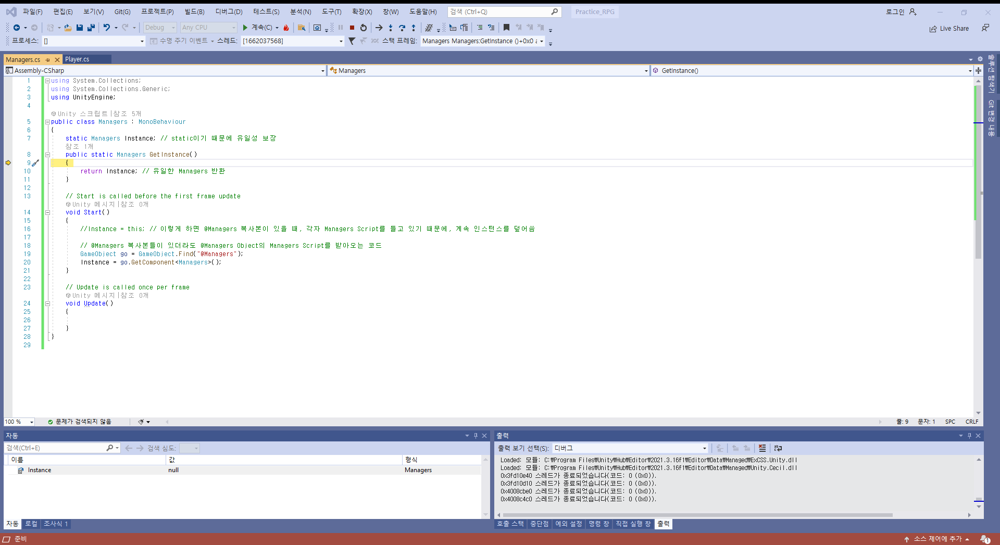 파일(F) 편집(E) 보기(V) Git(G) 프로젝트(P) 빌드(B) 디버그(D) 테스트(S) 분석(N) 도구(T) 확장(X) 창(W) 도움말(H) 검색 (Ctrl+Q) Practice_RPG 로그인
Debug Any CPU 계속(C) Live Share
프로세스: [] 수명 주기 이벤트 스레드: [1662037568] 스택 프레임: Managers Managers:GetInstance ()+0x0 a
Managers.cs Player.cs
Assembly-CSharp Managers GetInstance()
1 using System.Collections;
2 using System.Collections.Generic;
3 using UnityEngine;
4
Unity 스크립트|참조 5개
5 public class Managers : MonoBehaviour
6 {
7 static Managers Instance; // static이기 때문에 유일성 보장
참조 1개
8 public static Managers GetInstance()
9 {
10 return Instance; // 유일한 Managers 반환
11 }
12
13 // Start is called before the first frame update
Unity 메시지|참조 0개
14 void Start()
15 {
16 //Instance = this; // 이렇게 하면 @Managers 복사본이 있을 때, 각자 Managers Script를 들고 있기 때문에, 계속 인스턴스를 덮어씀
17
18 // @Managers 복사본들이 있더라도 @Managers Object의 Managers Script를 받아오는 코드
19 GameObject go = GameObject.Find("@Managers");
20 Instance = go.GetComponent<Managers>();
21 }
22
23 // Update is called once per frame
Unity 메시지|참조 0개
24 void Update()
25 {
26
27 }
28 }
29
솔루션 탐색기
Git 변경 내용
100 % 문제가 검색되지 않음 줄: 9 문자: 1 SPC CRLF
자동
검색(Ctrl+E) 검색 심도:
이름 값 형식
Instance null Managers
자동 로컬 조사식 1
출력
출력 보기 선택(S): 디버그
Loaded: 모듈: C:₩Program Files₩Unity₩Hub₩Editor₩2021.3.16f1₩Editor₩Data₩Managed₩ExCSS.Unity.dll
Loaded: 모듈: C:₩Program Files₩Unity₩Hub₩Editor₩2021.3.16f1₩Editor₩Data₩Managed₩Unity.Cecil.dll
0x3fd10e40 스레드가 종료되었습니다(코드: 0 (0x0)).
0x3fd10d10 스레드가 종료되었습니다(코드: 0 (0x0)).
0x4008cbe0 스레드가 종료되었습니다(코드: 0 (0x0)).
0x4008c4c0 스레드가 종료되었습니다(코드: 0 (0x0)).
호출 스택 중단점 예외 설정 명령 창 직접 실행 창 출력
준비 소스 제어에 추가 1